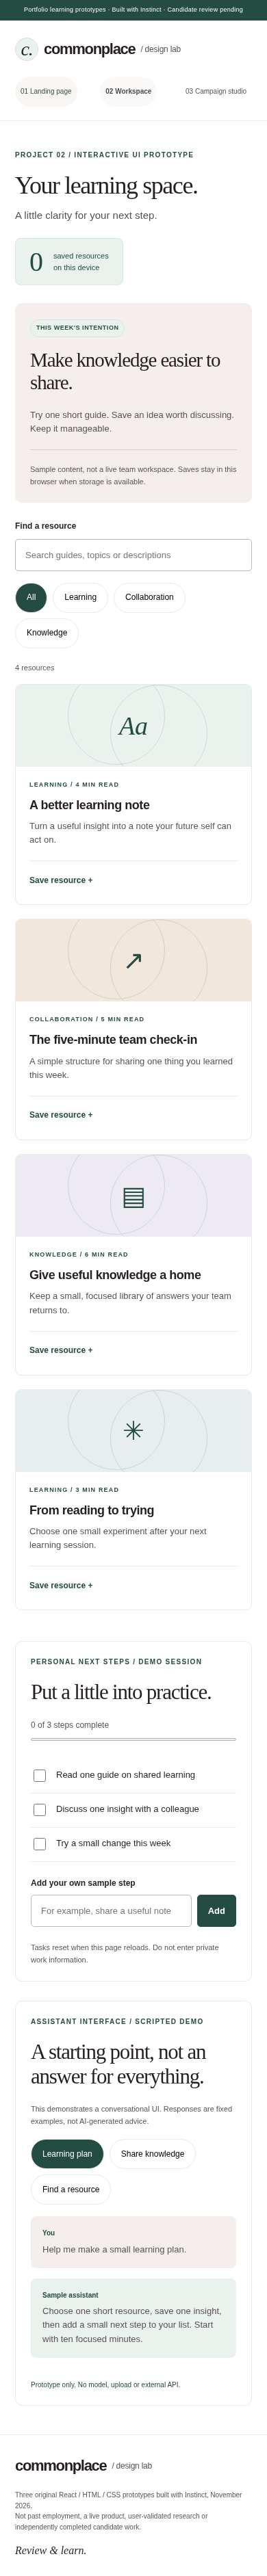 Portfolio learning prototypes · Built with Instinct · Candidate review pending
c. commonplace / design lab
01 Landing page 02 Workspace 03 Campaign studio
PROJECT 02 / INTERACTIVE UI PROTOTYPE
Your learning space.
A little clarity for your next step.
0 saved resources
on this device
THIS WEEK'S INTENTION
Make knowledge easier to
share.
Try one short guide. Save an idea worth discussing.
Keep it manageable.
Sample content, not a live team workspace. Saves stay in this
browser when storage is available.
Find a resource
Search guides, topics or descriptions
All Learning Collaboration
Knowledge
4 resources
Aa
LEARNING / 4 MIN READ
A better learning note
Turn a useful insight into a note your future self can
act on.
Save resource +
↗
COLLABORATION / 5 MIN READ
The five-minute team check-in
A simple structure for sharing one thing you learned
this week.
Save resource +
▤
KNOWLEDGE / 6 MIN READ
Give useful knowledge a home
Keep a small, focused library of answers your team
returns to.
Save resource +
✳
LEARNING / 3 MIN READ
From reading to trying
Choose one small experiment after your next
learning session.
Save resource +
PERSONAL NEXT STEPS / DEMO SESSION
Put a little into practice.
0 of 3 steps complete
Read one guide on shared learning
Discuss one insight with a colleague
Try a small change this week
Add your own sample step
For example, share a useful note Add
Tasks reset when this page reloads. Do not enter private
work information.
ASSISTANT INTERFACE / SCRIPTED DEMO
A starting point, not an
answer for everything.
This demonstrates a conversational UI. Responses are fixed
examples, not AI-generated advice.
Learning plan Share knowledge
Find a resource
You
Help me make a small learning plan.
Sample assistant
Choose one short resource, save one insight,
then add a small next step to your list. Start
with ten focused minutes.
Prototype only. No model, upload or external API.
commonplace / design lab
Three original React / HTML / CSS prototypes built with Instinct, November
2026.
Not past employment, a live product, user-validated research or
independently completed candidate work.
Review & learn.